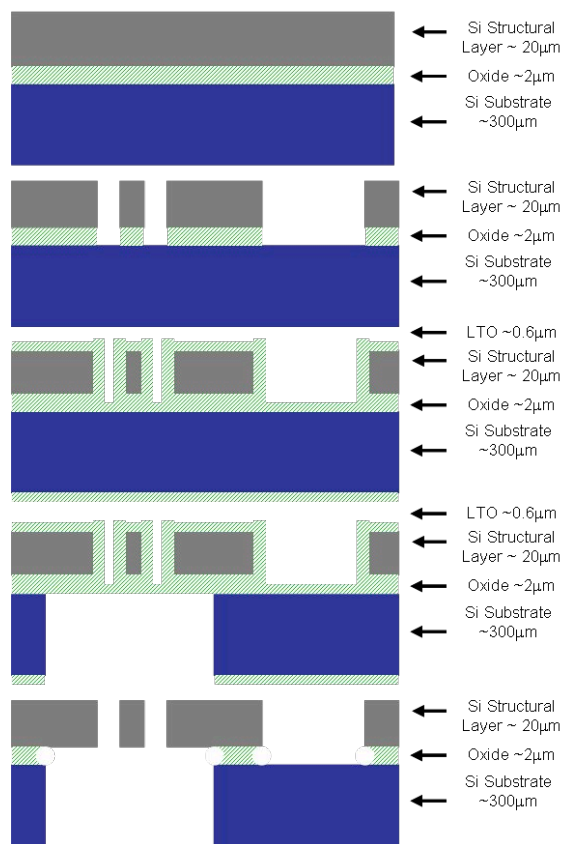 Si Structural
Layer ~ 20μm
Oxide ~2μm
Si Substrate
~300μm
Si Structural
Layer ~ 20μm
Oxide ~2μm
Si Substrate
~300μm
LTO ~0.6μm
Si Structural
Layer ~ 20μm
Oxide ~2μm
Si Substrate
~300μm
LTO ~0.6μm
Si Structural
Layer ~ 20μm
Oxide ~2μm
Si Substrate
~300μm
Si Structural
Layer ~ 20μm
Oxide ~2μm
Si Substrate
~300μm